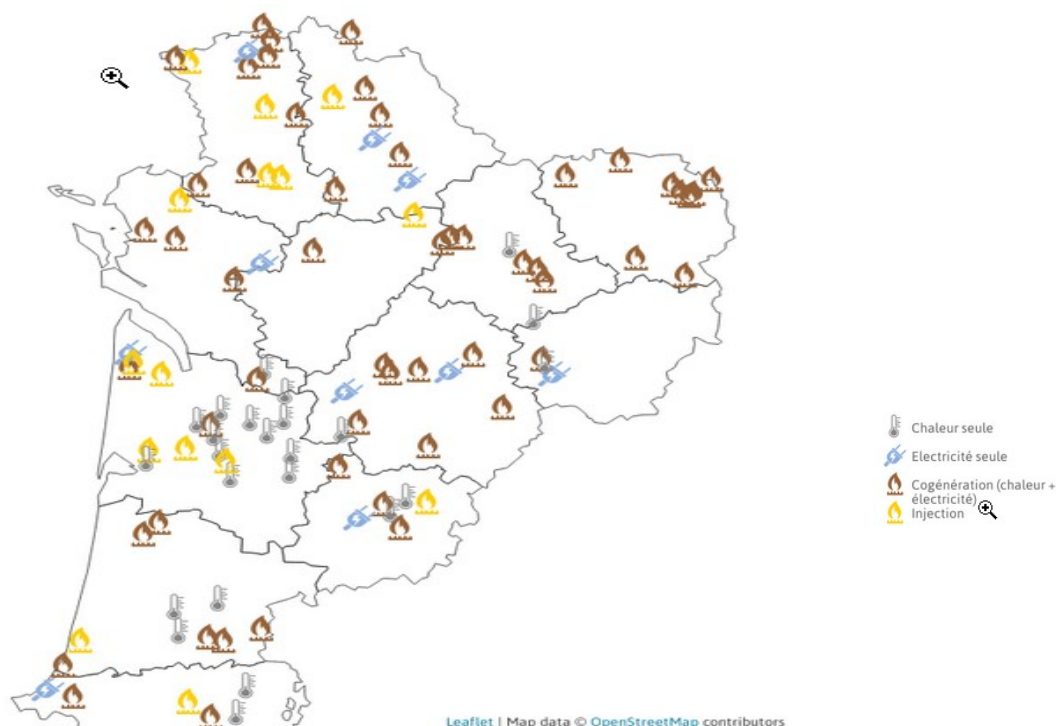 Chaleur seule
Electricité seule
Cogénération (chaleur +
électricité)
Injection
Leaflet | Map data © OpenStreetMap contributors